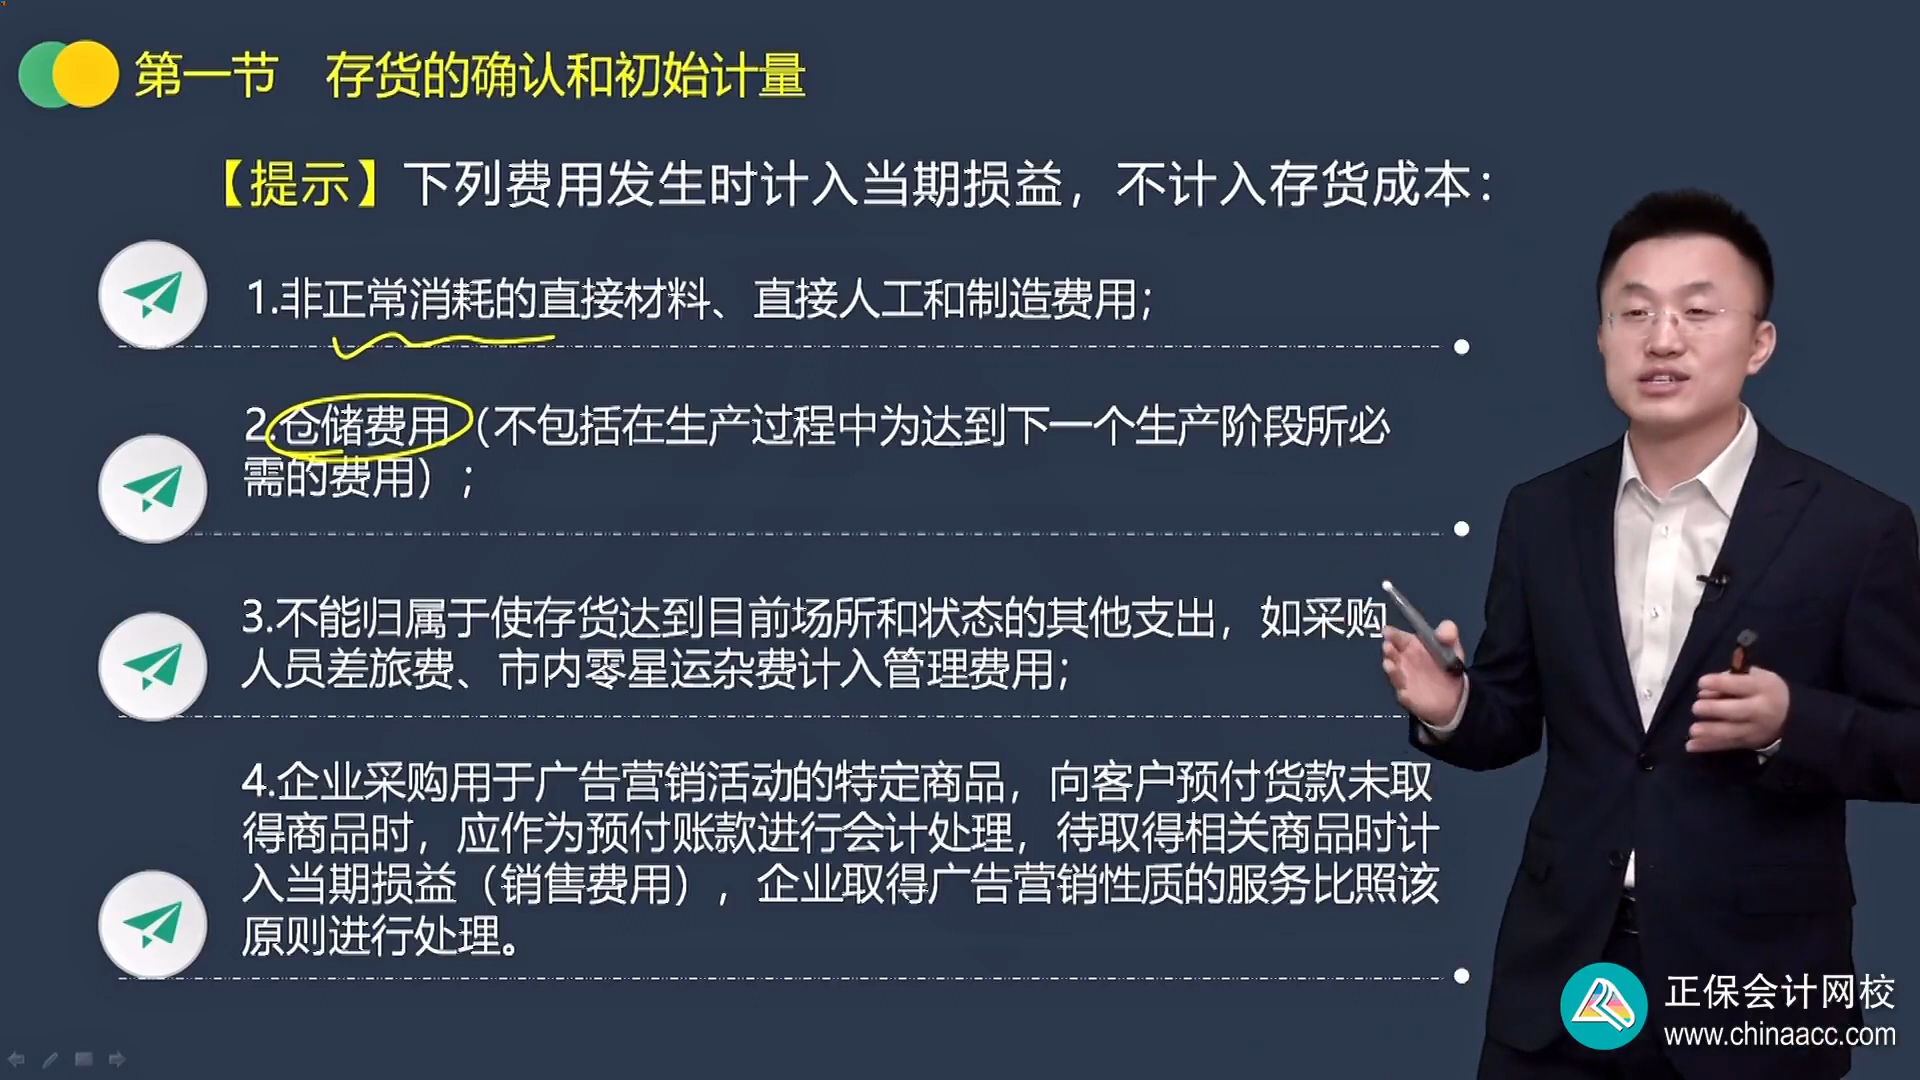 第一节 存货的确认和初始计量
【提示】下列费用发生时计入当期损益，不计入存货成本：
1.非正常消耗的直接材料、直接人工和制造费用；
2.仓储费用（不包括在生产过程中为达到下一个生产阶段所必
需的费用）；
3.不能归属于使存货达到目前场所和状态的其他支出，如采购
人员差旅费、市内零星运杂费计入管理费用；
4.企业采购用于广告营销活动的特定商品，向客户预付货款未取
得商品时，应作为预付账款进行会计处理，待取得相关商品时计
入当期损益（销售费用），企业取得广告营销性质的服务比照该
原则进行处理。
正保会计网校
www.chinaacc.com